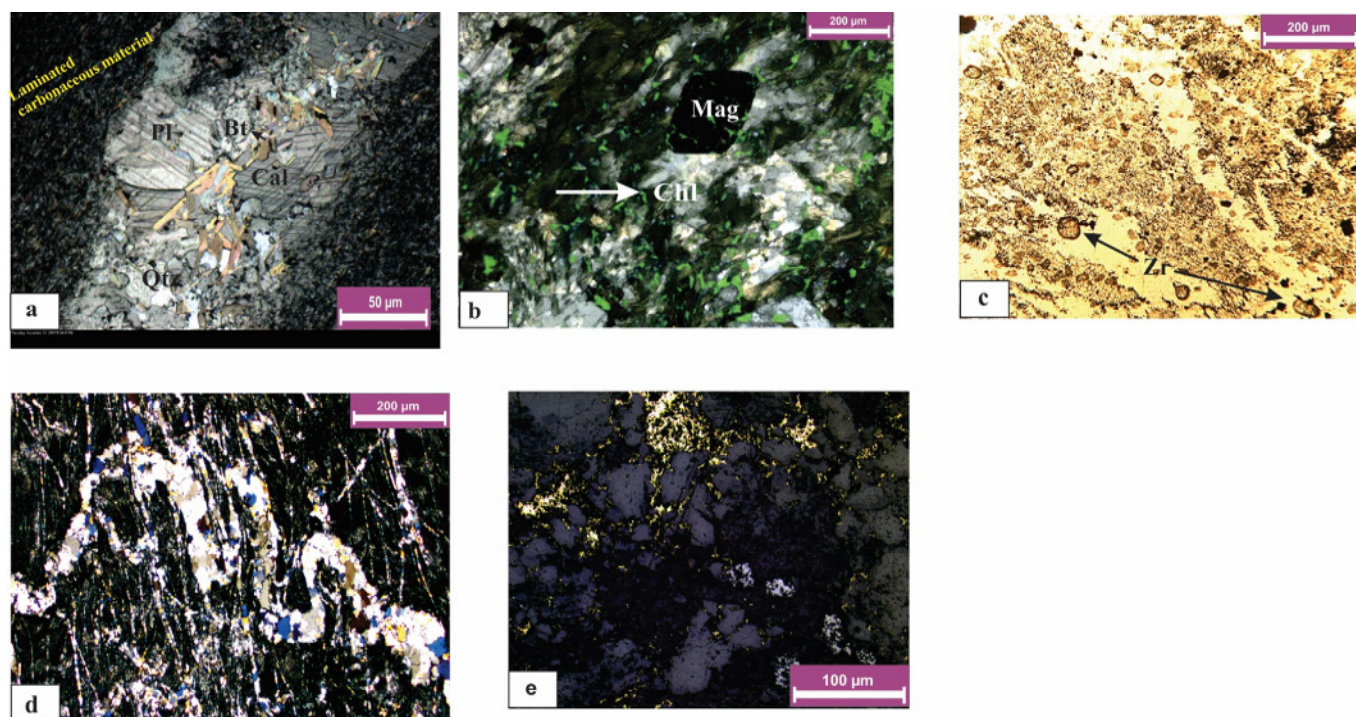 Laminated
carbonaceous material
Pl
Bt
Cal
Qtz
a
50 µm
200 µm
Mag
Chl
b
200 µm
Zr
c
200 µm
d
100 µm
e